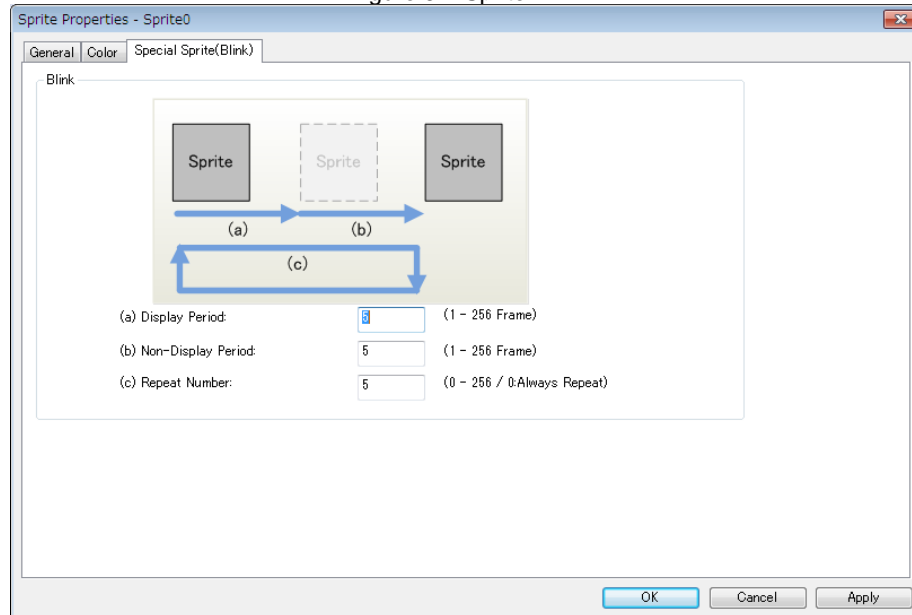 Sprite Properties - Sprite0
General Color Special Sprite(Blink)
Blink
Sprite Sprite Sprite
(a) (b)
(c)
(a) Display Period: 5 (1 - 256 Frame)
(b) Non-Display Period: 5 (1 - 256 Frame)
(c) Repeat Number: 5 (0 - 256 / 0:Always Repeat)
OK Cancel Apply